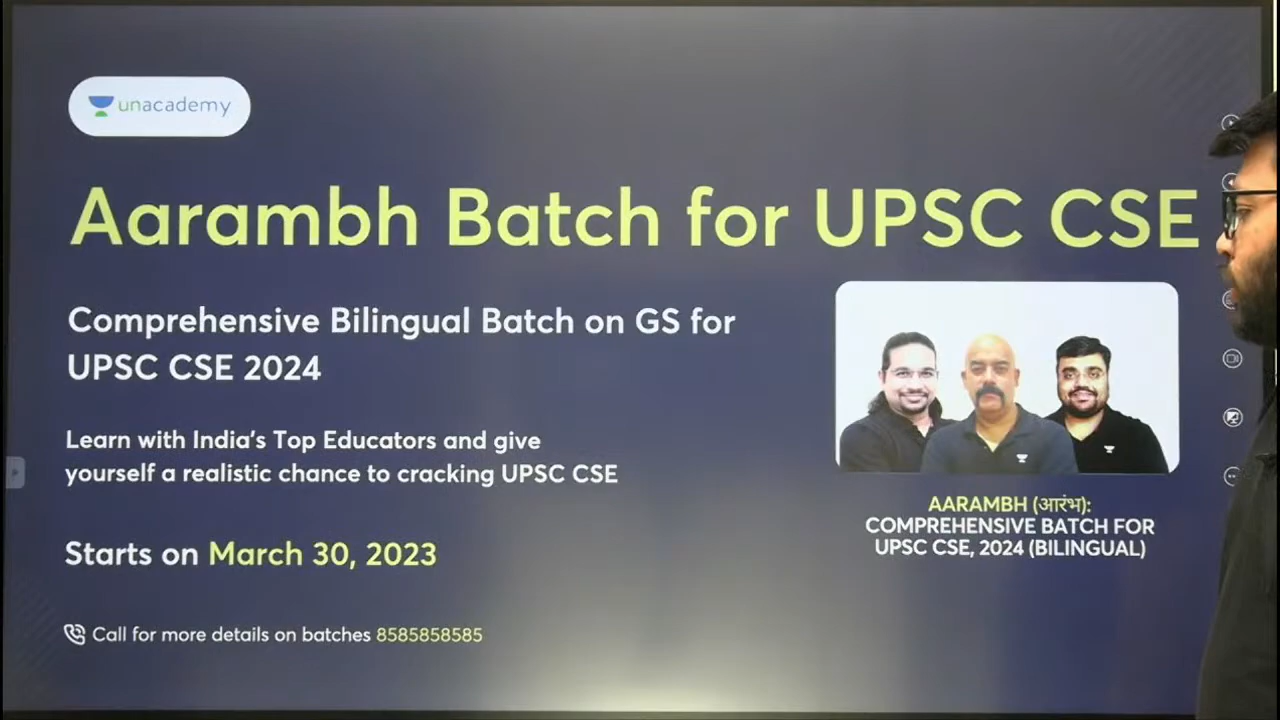 unacademy
Aarambh Batch for UPSC CSE
Comprehensive Bilingual Batch on GS for
UPSC CSE 2024
Learn with India's Top Educators and give
yourself a realistic chance to cracking UPSC CSE
Starts on March 30, 2023
Call for more details on batches 8585858585
AARAMBH (आरंभ):
COMPREHENSIVE BATCH FOR
UPSC CSE, 2024 (BILINGUAL)